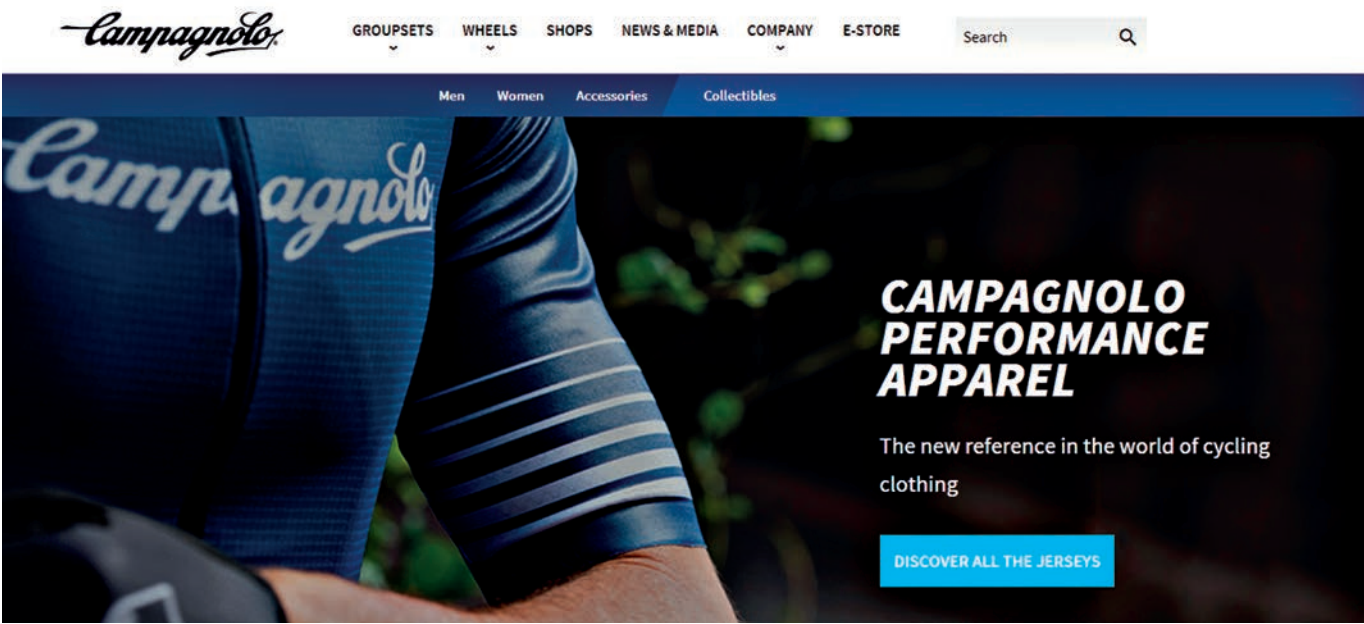 Campagnolo
GROUPSETS WHEELS SHOPS NEWS & MEDIA COMPANY E-STORE Search
Men Women Accessories Collectibles
Campagnolo
CAMPAGNOLO
PERFORMANCE
APPAREL
The new reference in the world of cycling
clothing
DISCOVER ALL THE JERSEYS